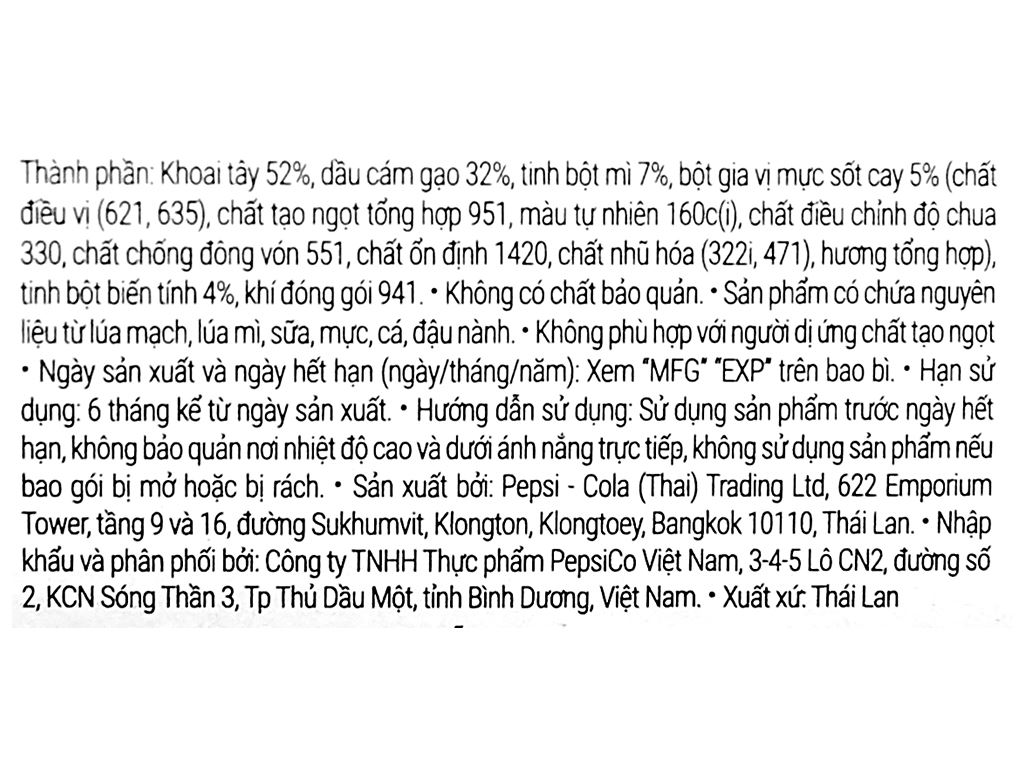 Thành phần: Khoai tây 52%, dầu cám gạo 32%, tinh bột mì 7%, bột gia vị mực sốt cay 5% (chất
điều vị (621, 635), chất tạo ngọt tổng hợp 951, màu tự nhiên 160c(i), chất điều chỉnh độ chua
330, chất chống đông vón 551, chất ổn định 1420, chất nhũ hóa (322i, 471), hương tổng hợp),
tinh bột biến tính 4%, khí đóng gói 941. • Không có chất bảo quản. • Sản phẩm có chứa nguyên
liệu từ lúa mạch, lúa mì, sữa, mực, cá, đậu nành. • Không phù hợp với người dị ứng chất tạo ngọt
• Ngày sản xuất và ngày hết hạn (ngày/tháng/năm): Xem "MFG" "EXP" trên bao bì. • Hạn sử
dụng: 6 tháng kể từ ngày sản xuất. • Hướng dẫn sử dụng: Sử dụng sản phẩm trước ngày hết
hạn, không bảo quản nơi nhiệt độ cao và dưới ánh nắng trực tiếp, không sử dụng sản phẩm nếu
bao gói bị mở hoặc bị rách. • Sản xuất bởi: Pepsi - Cola (Thai) Trading Ltd, 622 Emporium
Tower, tầng 9 và 16, đường Sukhumvit, Klongton, Klongtoey, Bangkok 10110, Thái Lan. • Nhập
khẩu và phân phối bởi: Công ty TNHH Thực phẩm PepsiCo Việt Nam, 3-4-5 Lô CN2, đường số
2, KCN Sóng Thần 3, Tp Thủ Dầu Một, tỉnh Bình Dương, Việt Nam. • Xuất xứ: Thái Lan